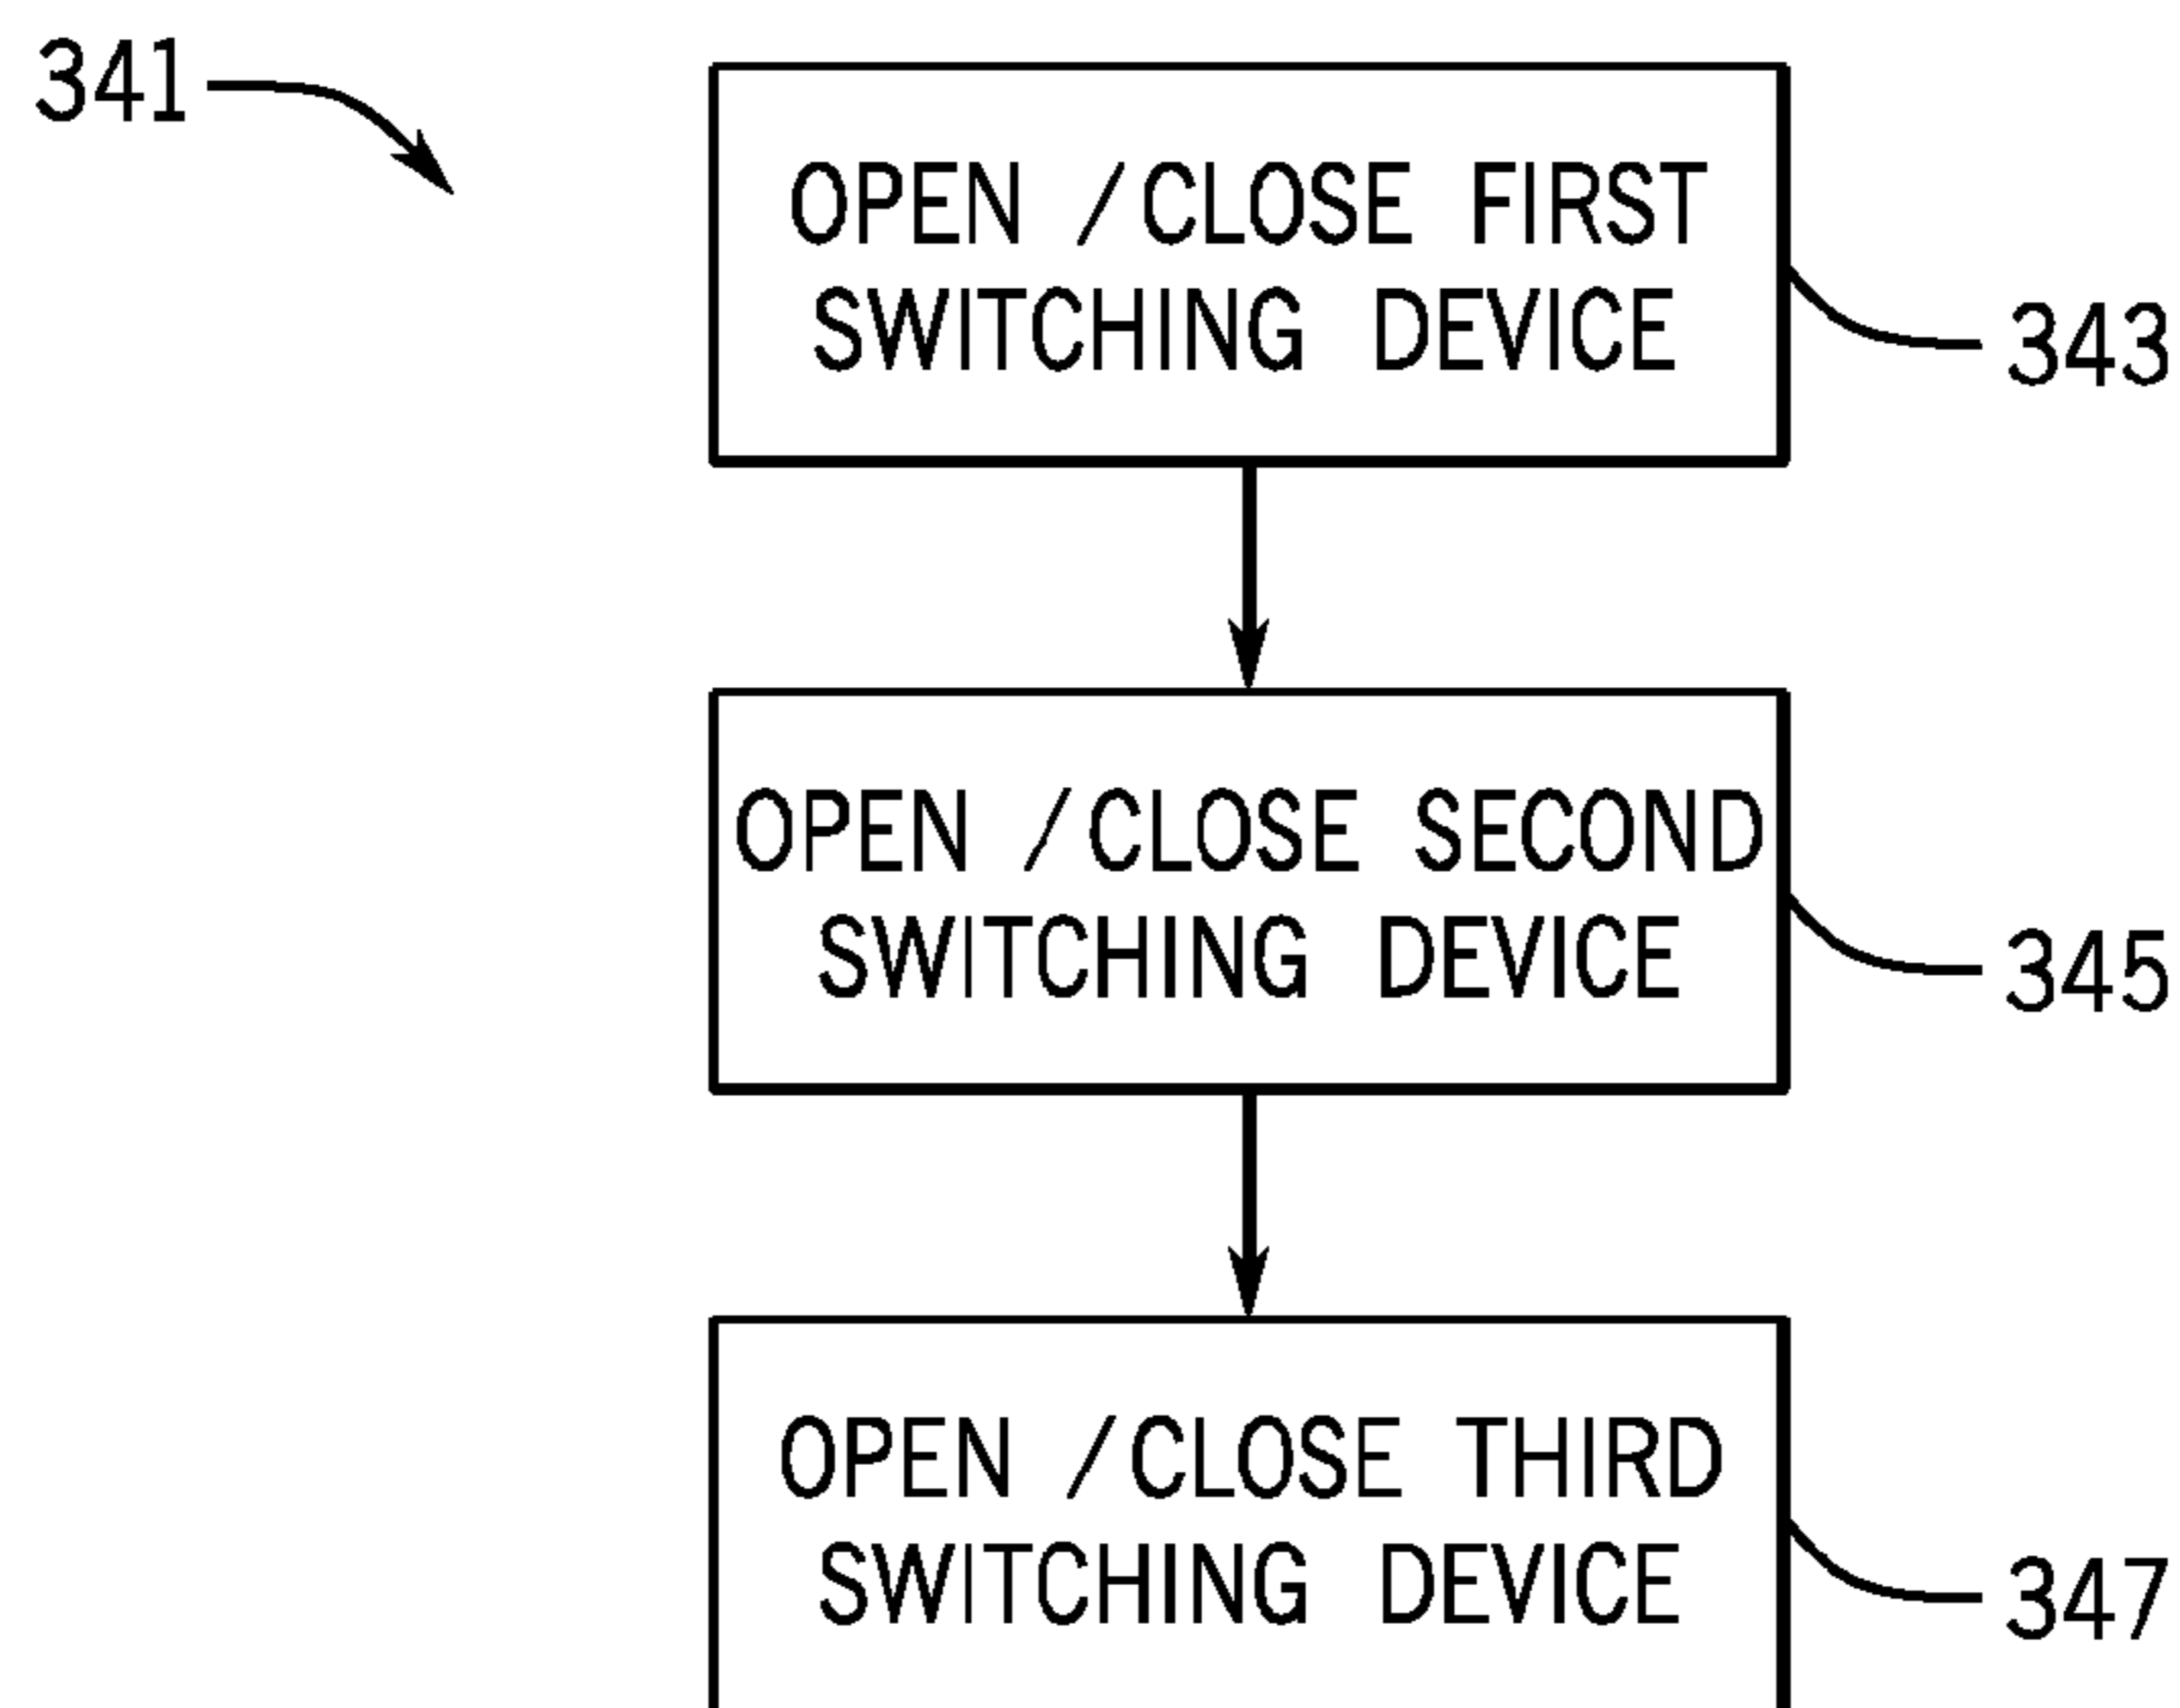 341
OPEN /CLOSE FIRST
SWITCHING DEVICE
343
OPEN /CLOSE SECOND
SWITCHING DEVICE
345
OPEN /CLOSE THIRD
SWITCHING DEVICE
347